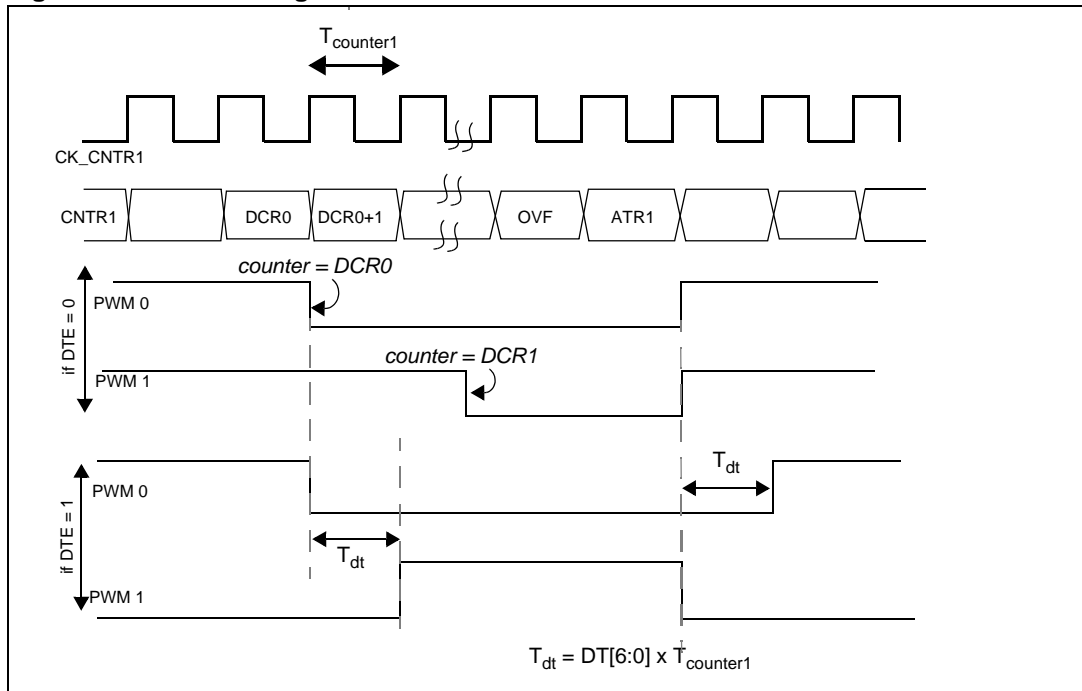 T_counter1
CK_CNTR1
CNTR1
DCR0
DCR0+1
OVF
ATR1
counter = DCR0
if DTE = 0
PWM 0
counter = DCR1
PWM 1
if DTE = 1
PWM 0
T_dt
T_dt
PWM 1
T_dt = DT[6:0] x T_counter1